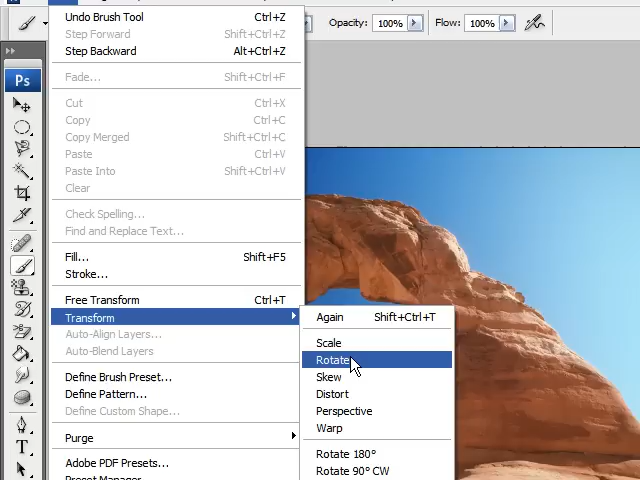 Opacity: 100%
Flow: 100%
Ps
Undo Brush Tool Ctrl+Z
Step Forward Shift+Ctrl+Z
Step Backward Alt+Ctrl+Z
Fade... Shift+Ctrl+F
Cut Ctrl+X
Copy Ctrl+C
Copy Merged Shift+Ctrl+C
Paste Ctrl+V
Paste Into Shift+Ctrl+V
Clear
Check Spelling...
Find and Replace Text...
Fill... Shift+F5
Stroke...
Free Transform Ctrl+T
Transform
Auto-Align Layers...
Auto-Blend Layers
Define Brush Preset...
Define Pattern...
Define Custom Shape...
Purge
Adobe PDF Presets...
Preset Manager...
Again Shift+Ctrl+T
Scale
Rotate
Skew
Distort
Perspective
Warp
Rotate 180°
Rotate 90° CW